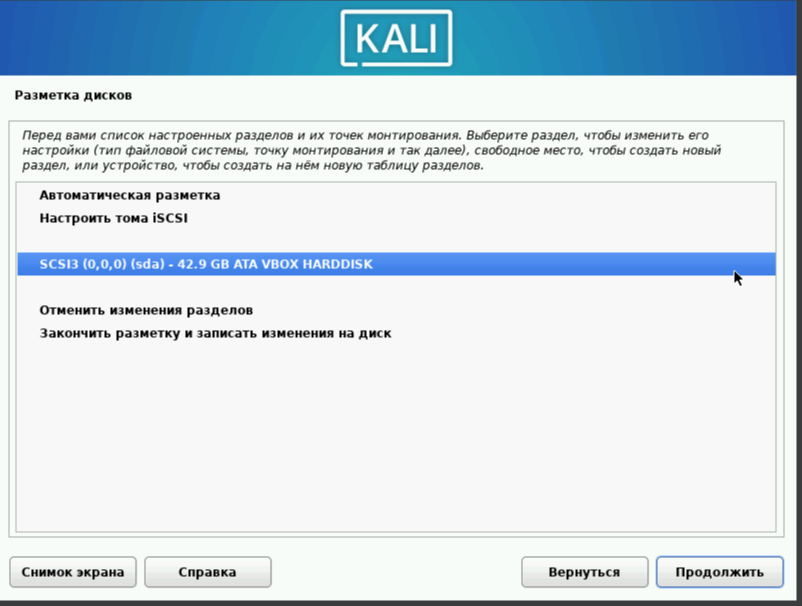 KALI
Разметка дисков
Перед вами список настроенных разделов и их точек монтирования. Выберите раздел, чтобы изменить его
настройки (тип файловой системы, точку монтирования и так далее), свободное место, чтобы создать новый
раздел, или устройство, чтобы создать на нём новую таблицу разделов.
Автоматическая разметка
Настроить тома iSCSI
SCSI3 (0,0,0) (sda) - 42.9 GB ATA VBOX HARDDISK
Отменить изменения разделов
Закончить разметку и записать изменения на диск
Снимок экрана Справка Вернуться Продолжить